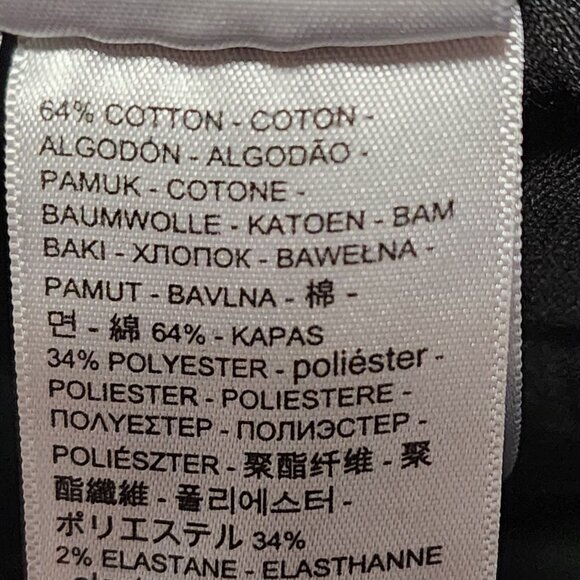 64% COTTON - COTON -
ALGODÓN - ALGODÃO -
PAMUK - COTONE -
BAUMWOLLE - KATOEN - BAM
BAKI - ΧΛΟΠΟΚ - BAWEŁNA -
PAMUT - BAVLNA - 棉 -
면 - 綿 64% - KAPAS
34% POLYESTER - poliéster -
POLIESTER - POLIESTERE -
ΠΟΛΥΕΣΤΕΡ - ПОЛИЭСТЕР -
POLIÉSZTER - 聚酯纤维 - 聚
酯纖維 - 폴리에스터 -
ポリエステル 34%
2% ELASTANE - ELASTHANNE